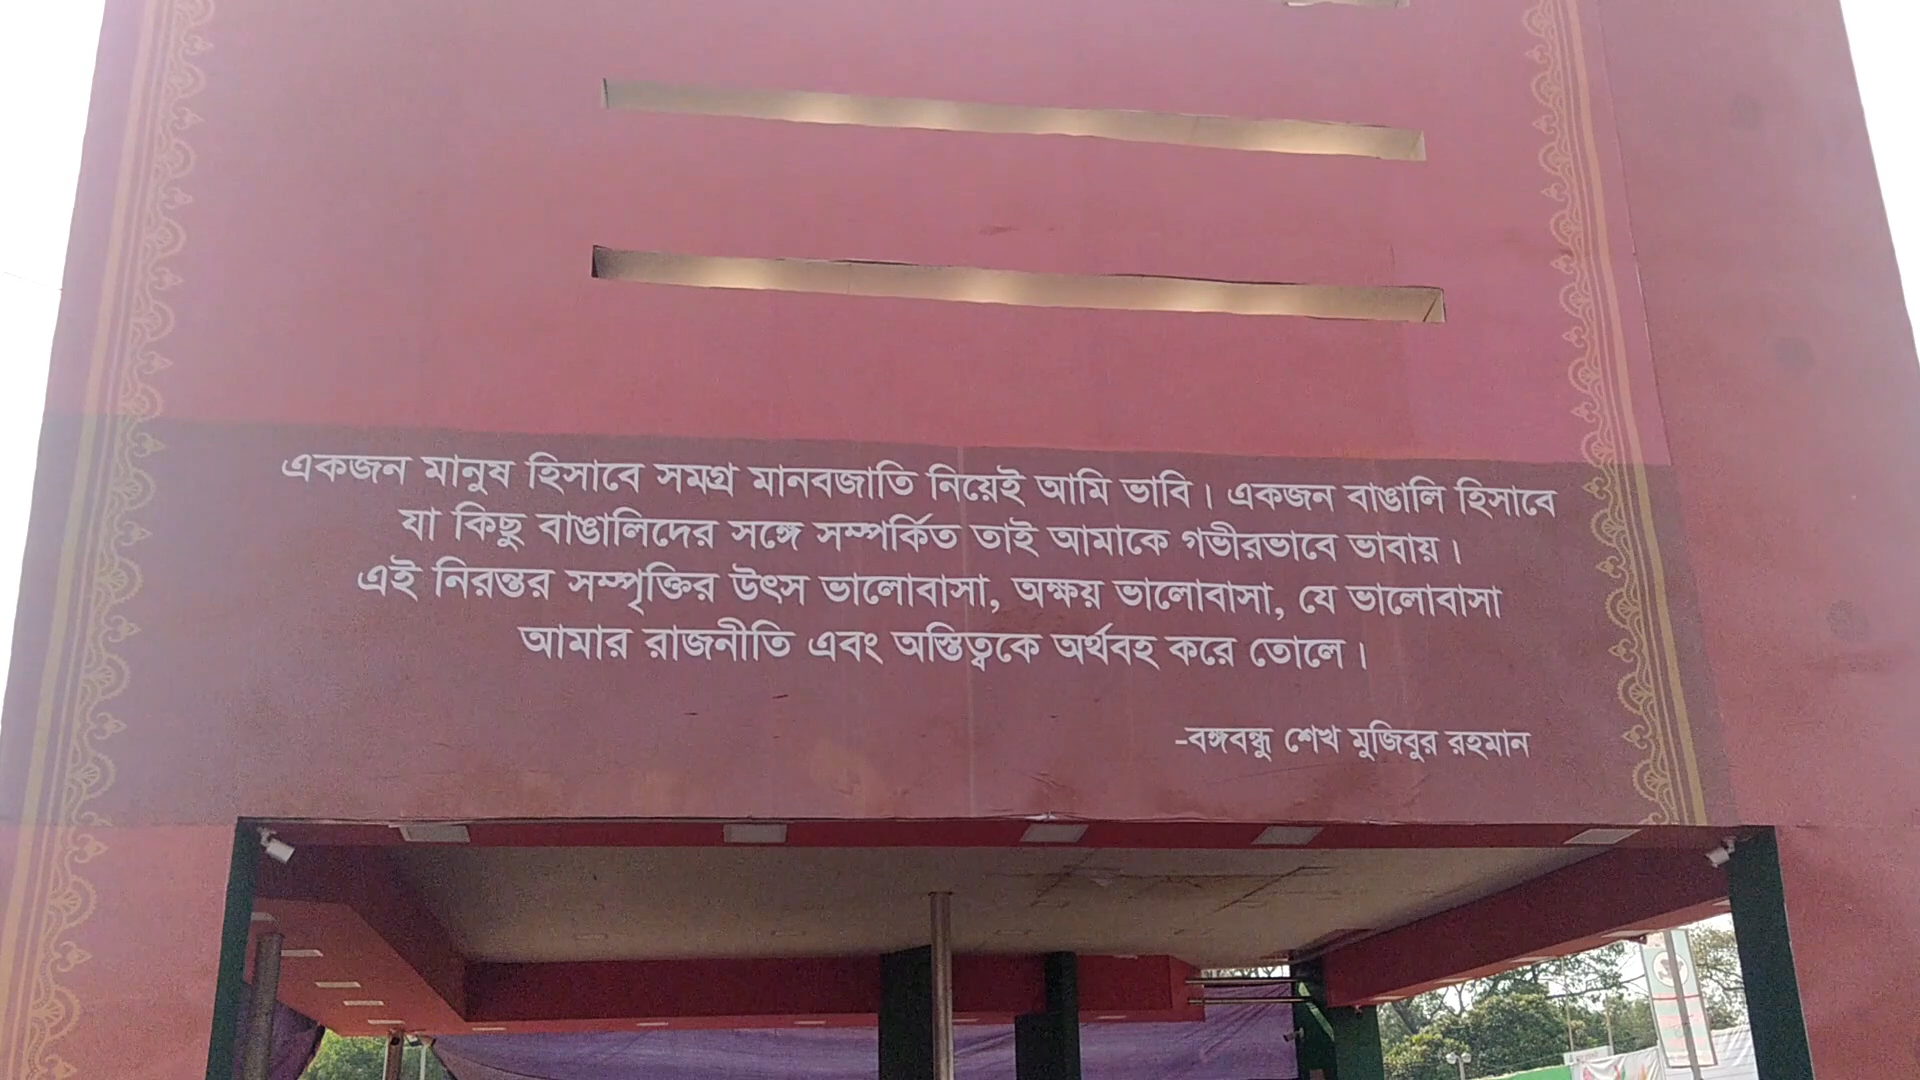 একজন মানুষ হিসাবে সমগ্র মানবজাতি নিয়েই আমি ভাবি। একজন বাঙালি হিসাবে
যা কিছু বাঙালিদের সঙ্গে সম্পর্কিত তাই আমাকে গভীরভাবে ভাবায়।
এই নিরন্তর সম্পৃক্তির উৎস ভালোবাসা, অক্ষয় ভালোবাসা, যে ভালোবাসা
আমার রাজনীতি এবং অস্তিত্বকে অর্থবহ করে তোলে।
-বঙ্গবন্ধু শেখ মুজিবুর রহমান